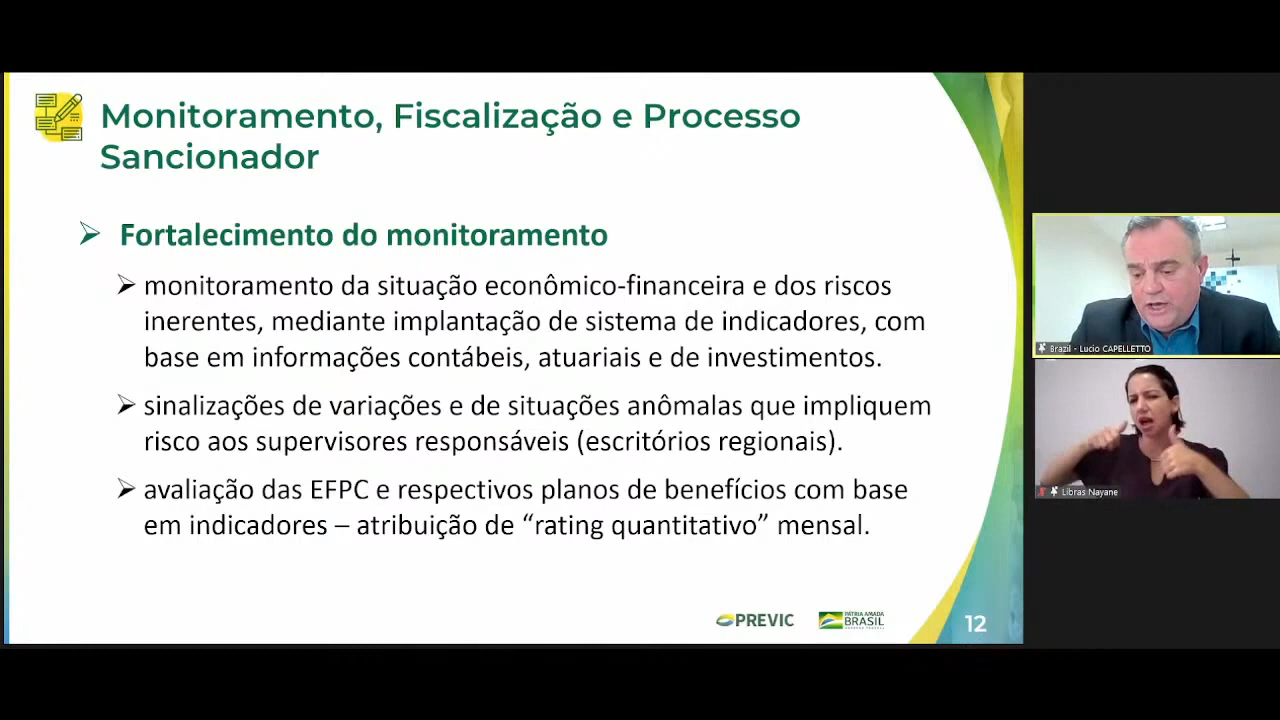 Monitoramento, Fiscalização e Processo
Sancionador
Fortalecimento do monitoramento
monitoramento da situação econômico-financeira e dos riscos
inerentes, mediante implantação de sistema de indicadores, com
base em informações contábeis, atuariais e de investimentos.
sinalizações de variações e de situações anômalas que impliquem
risco aos supervisores responsáveis (escritórios regionais).
avaliação das EFPC e respectivos planos de benefícios com base
em indicadores – atribuição de “rating quantitativo” mensal.
PREVIC
PÁTRIA AMADA
BRASIL
12
Brazil - Lucio CAPELLETTO
Libras Nayane